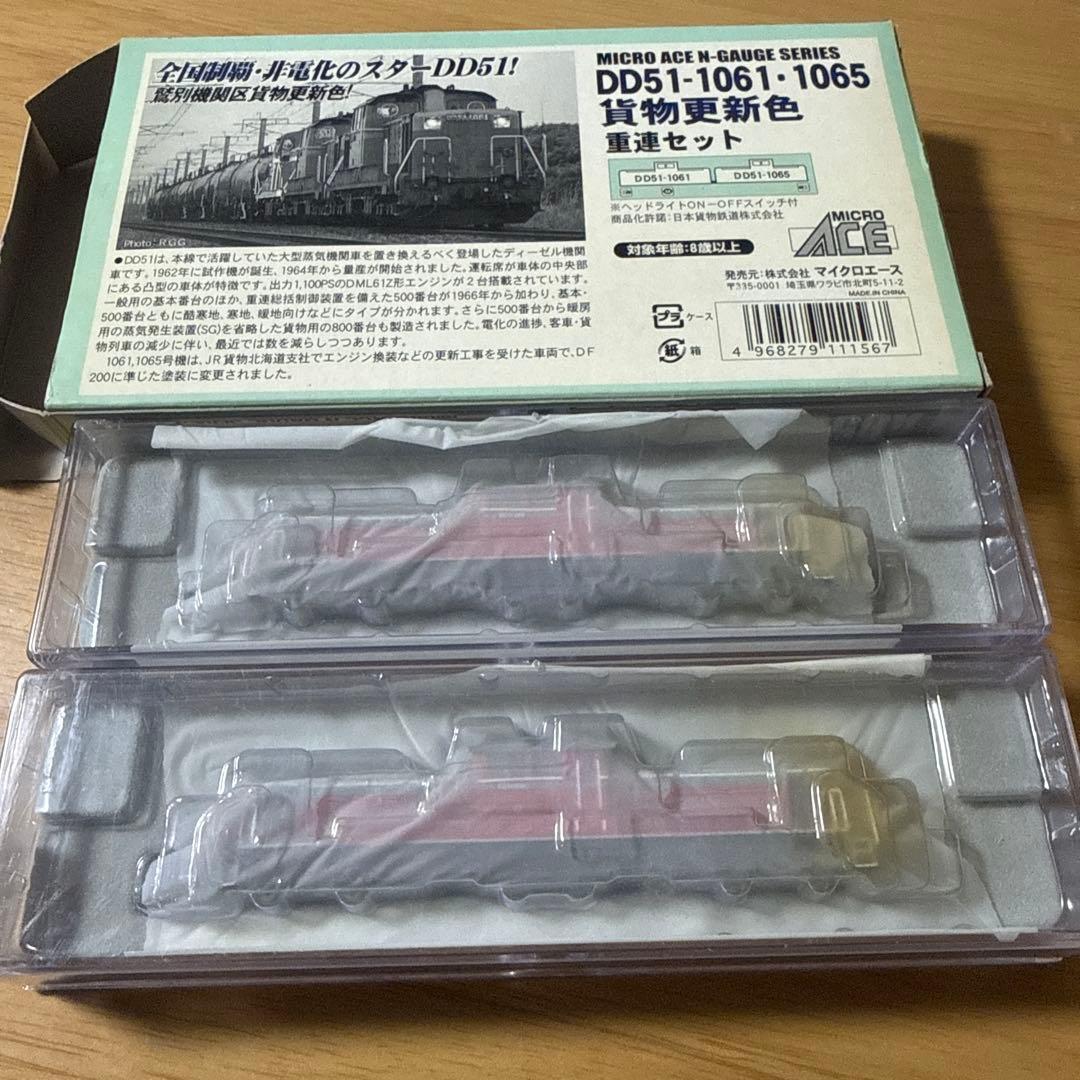 全国制覇・非電化のスターDD51!
鷲別機関区貨物更新色!
Photo：RGG
●DD51は、本線で活躍していた大型蒸気機関車を置き換えるべく登場したディーゼル機関
車です。1962年に試作機が誕生、1964年から量産が開始されました。運転席が車体の中央部
にある凸型の車体が特徴です。出力1,100PSのDML61Z形エンジンが2台搭載されています。
一般用の基本番台のほか、重連総括制御装置を備えた500番台が1966年から加わり、基本・
500番台ともに酷寒地、寒地、暖地向けなどにタイプが分かれます。さらに500番台から暖房
用の蒸気発生装置(SG)を省略した貨物用の800番台も製造されました。電化の進捗、客車・貨
物列車の減少に伴い、最近では数を減らしつつあります。
1061,1065号機は、JR貨物北海道支社でエンジン換装などの更新工事を受けた車両で、DF
200に準じた塗装に変更されました。
MICRO ACE N-GAUGE SERIES
DD51-1061・1065
貨物更新色
重連セット
DD51-1061 DD51-1065
※ヘッドライトON－OFFスイッチ付
商品化許諾：日本貨物鉄道株式会社
対象年齢:8歳以上
MICRO
ACE
発売元：株式会社 マイクロエース
〒335-0001 埼玉県ワラビ市北町5-11-2
MADE IN CHINA
プラ ケース
紙 箱
4 968279 111567